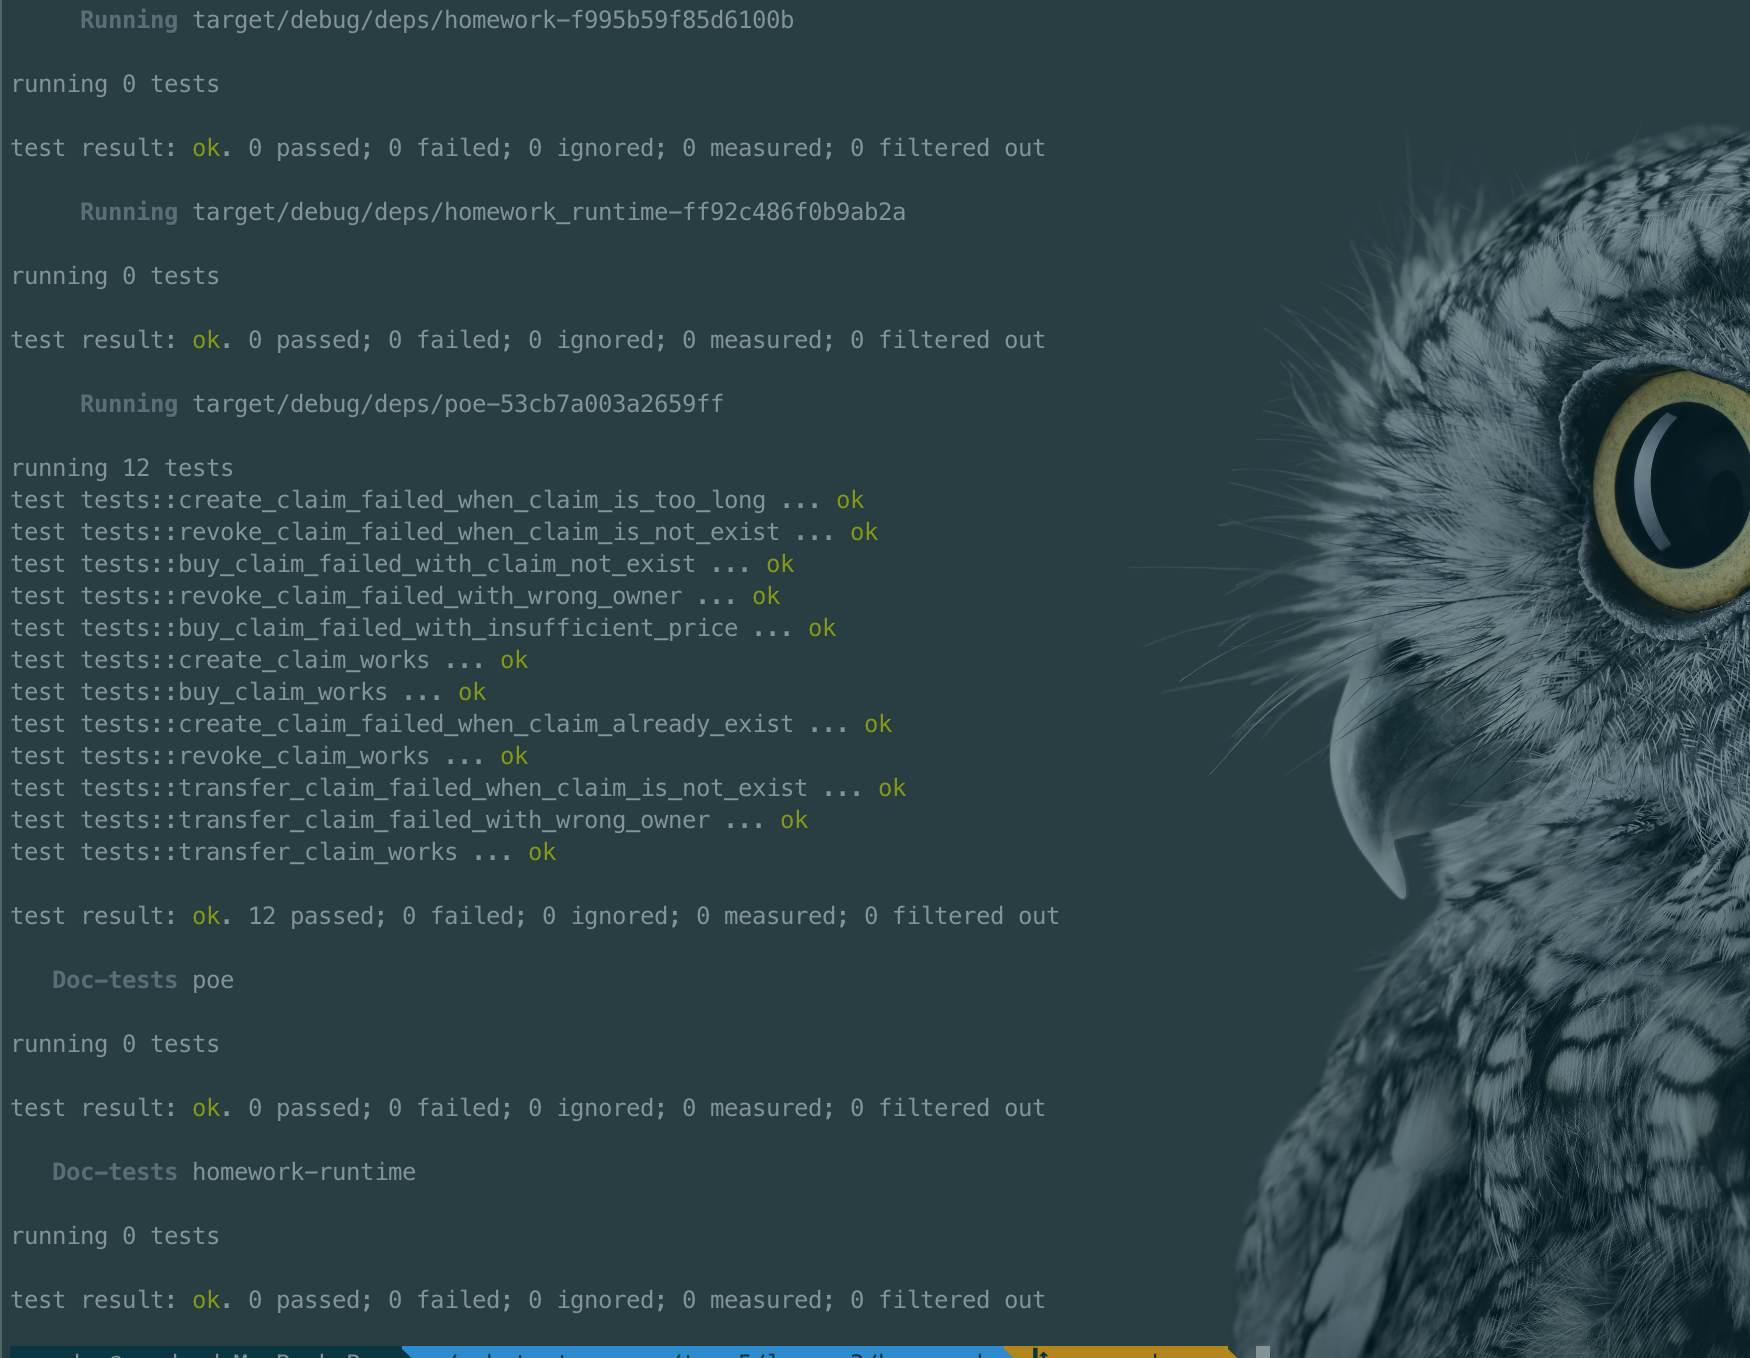 Running target/debug/deps/homework-f995b59f85d6100b
running 0 tests
test result: ok. 0 passed; 0 failed; 0 ignored; 0 measured; 0 filtered out
Running target/debug/deps/homework_runtime-ff92c486f0b9ab2a
running 0 tests
test result: ok. 0 passed; 0 failed; 0 ignored; 0 measured; 0 filtered out
Running target/debug/deps/poe-53cb7a003a2659ff
running 12 tests
test tests::create_claim_failed_when_claim_is_too_long ... ok
test tests::revoke_claim_failed_when_claim_is_not_exist ... ok
test tests::buy_claim_failed_with_claim_not_exist ... ok
test tests::revoke_claim_failed_with_wrong_owner ... ok
test tests::buy_claim_failed_with_insufficient_price ... ok
test tests::create_claim_works ... ok
test tests::buy_claim_works ... ok
test tests::create_claim_failed_when_claim_already_exist ... ok
test tests::revoke_claim_works ... ok
test tests::transfer_claim_failed_when_claim_is_not_exist ... ok
test tests::transfer_claim_failed_with_wrong_owner ... ok
test tests::transfer_claim_works ... ok
test result: ok. 12 passed; 0 failed; 0 ignored; 0 measured; 0 filtered out
Doc-tests poe
running 0 tests
test result: ok. 0 passed; 0 failed; 0 ignored; 0 measured; 0 filtered out
Doc-tests homework-runtime
running 0 tests
test result: ok. 0 passed; 0 failed; 0 ignored; 0 measured; 0 filtered out